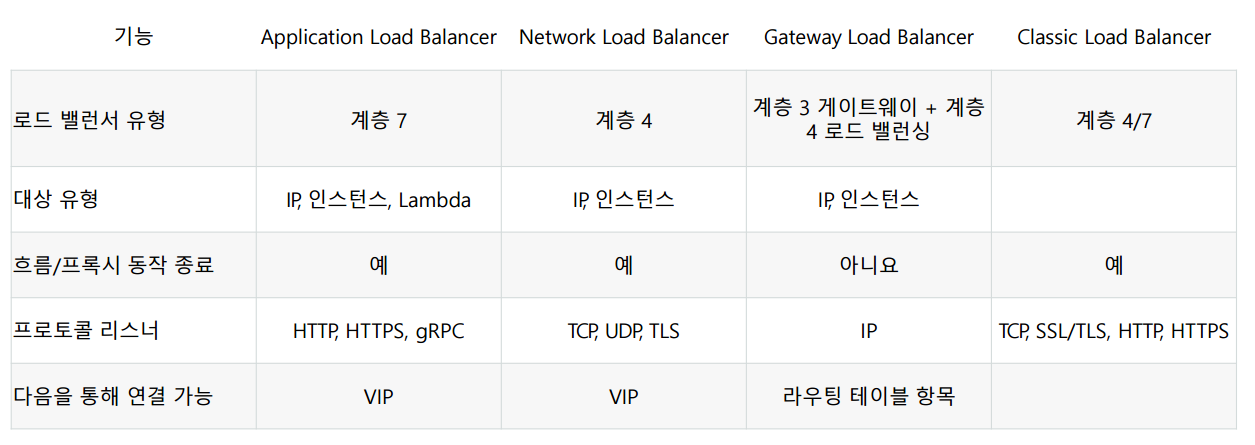 기능 Application Load Balancer Network Load Balancer Gateway Load Balancer Classic Load Balancer
로드 밸런서 유형 계층 7 계층 4 계층 3 게이트웨이 + 계층 4 로드 밸런싱 계층 4/7
대상 유형 IP, 인스턴스, Lambda IP, 인스턴스 IP, 인스턴스
흐름/프록시 동작 종료 예 예 아니요 예
프로토콜 리스너 HTTP, HTTPS, gRPC TCP, UDP, TLS IP TCP, SSL/TLS, HTTP, HTTPS
다음을 통해 연결 가능 VIP VIP 라우팅 테이블 항목